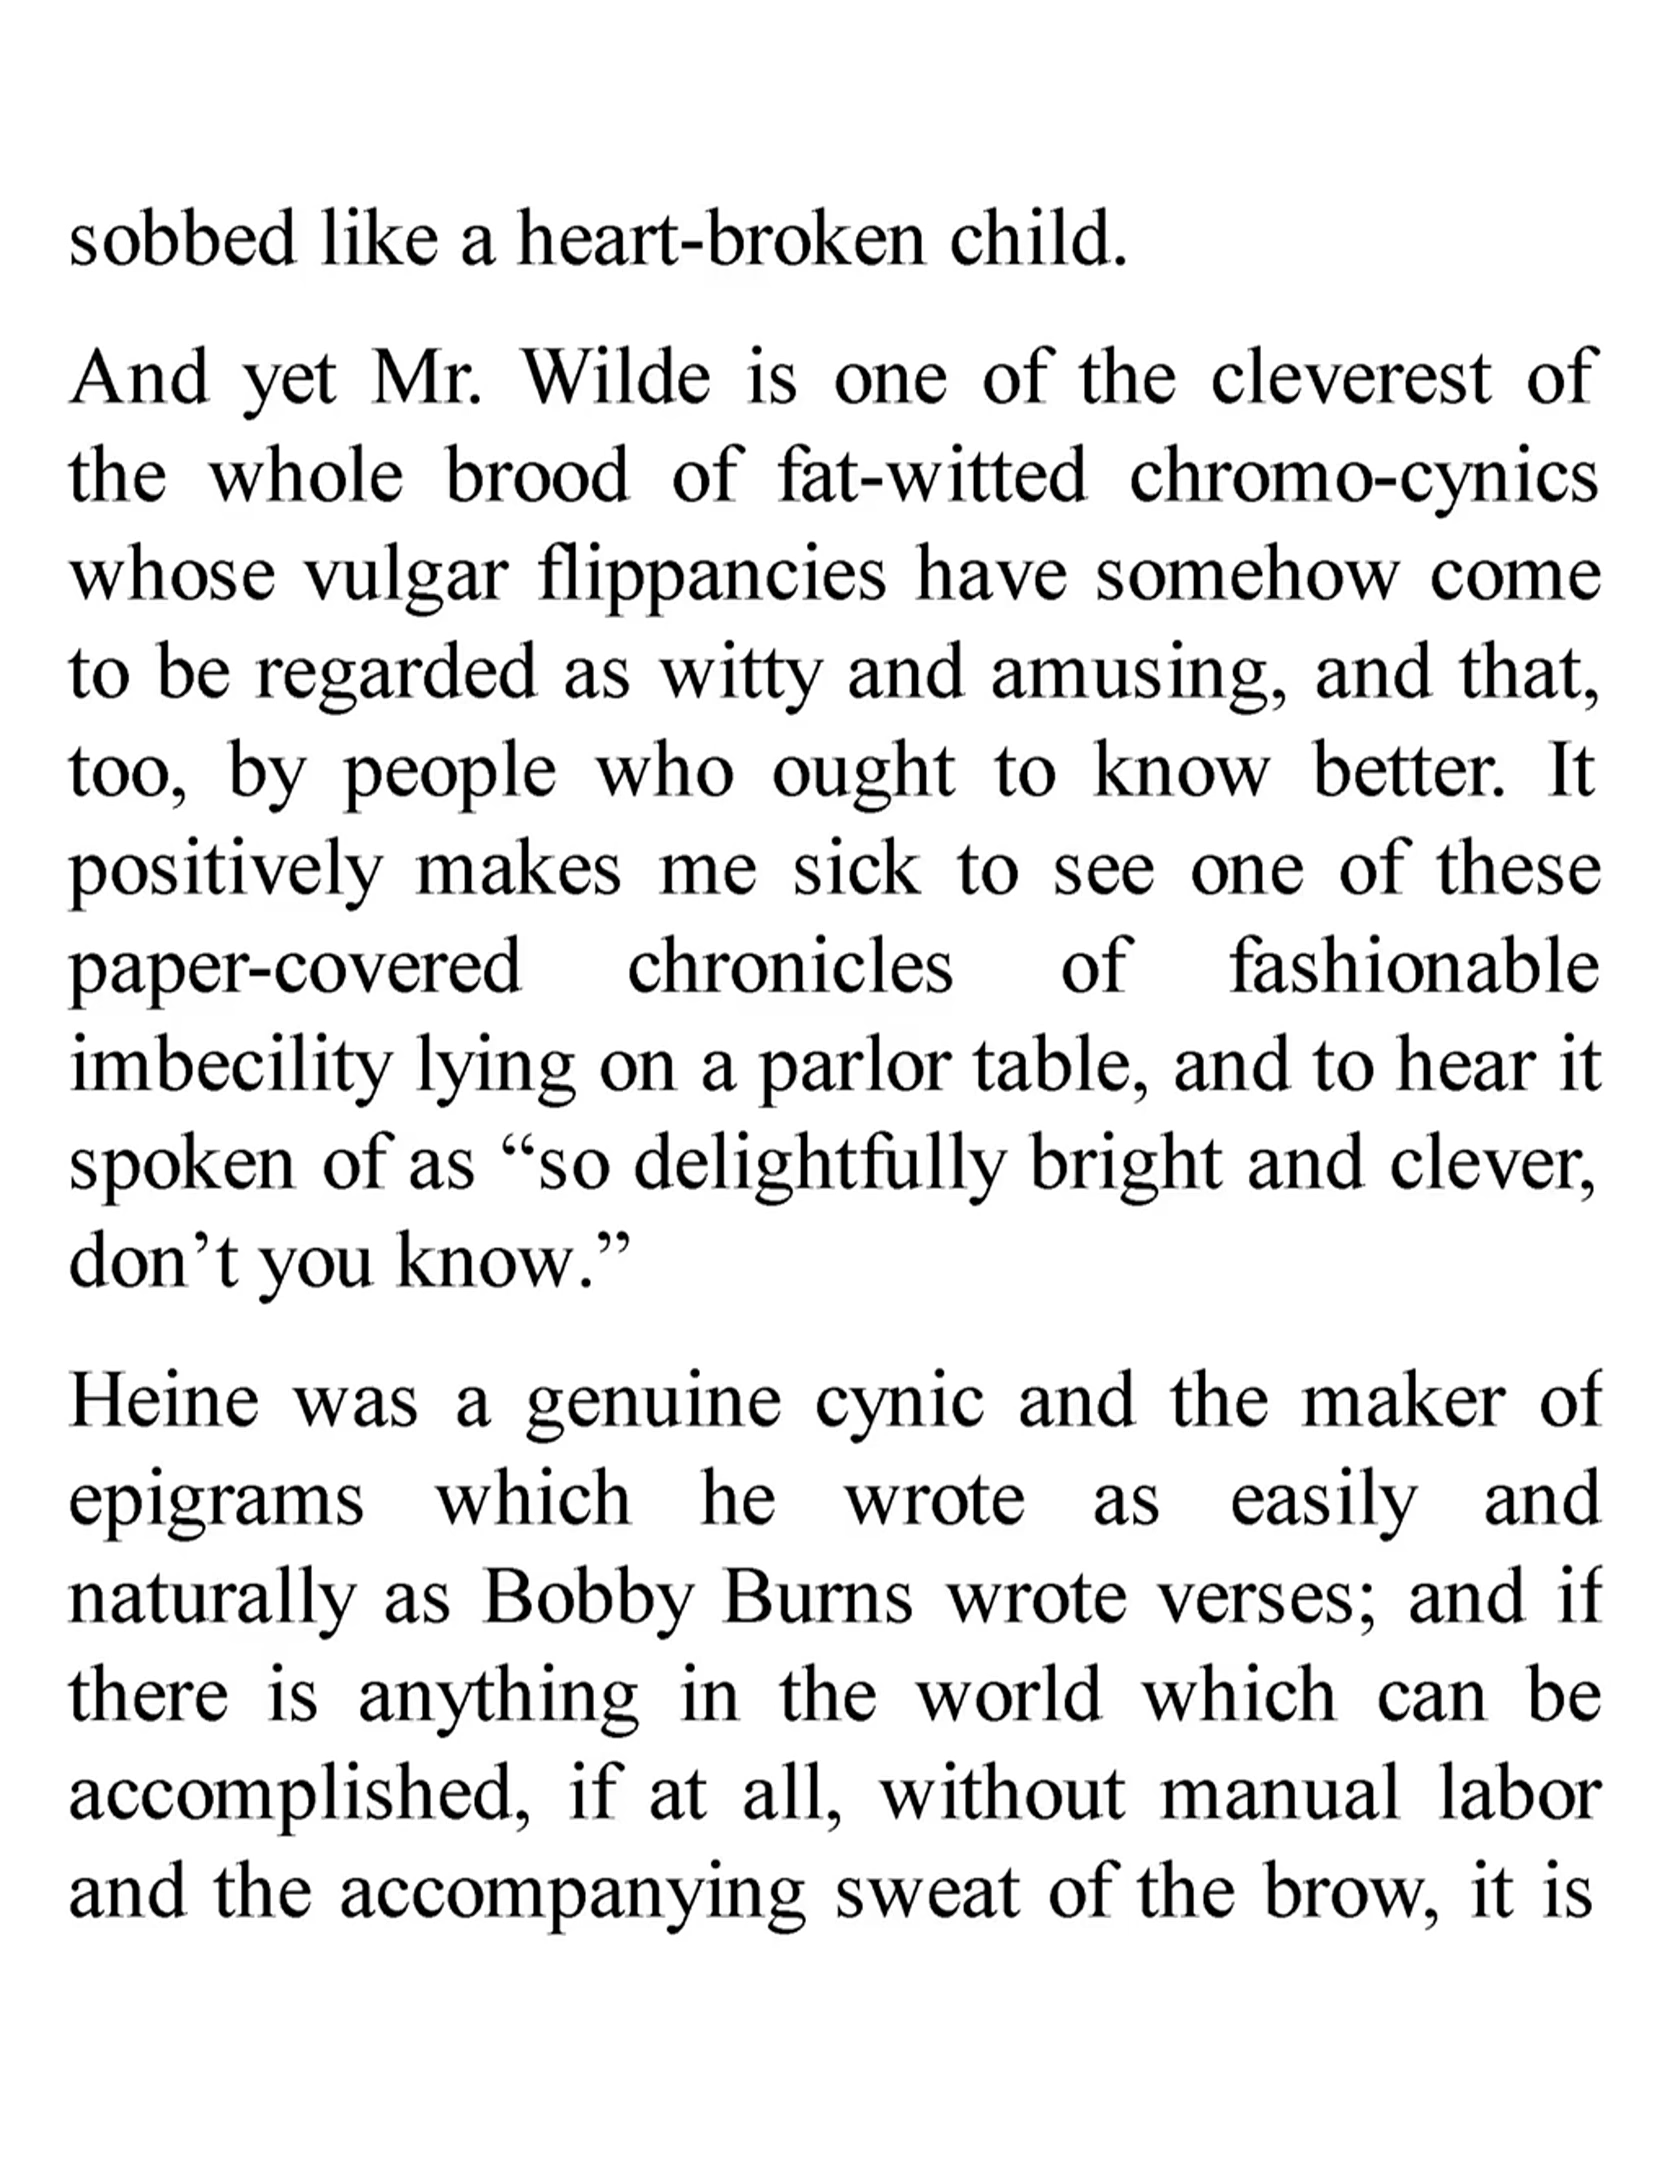 sobbed like a heart-broken child.
And yet Mr. Wilde is one of the cleverest of
the whole brood of fat-witted chromo-cynics
whose vulgar flippancies have somehow come
to be regarded as witty and amusing, and that,
too, by people who ought to know better. It
positively makes me sick to see one of these
paper-covered chronicles of fashionable
imbecility lying on a parlor table, and to hear it
spoken of as “so delightfully bright and clever,
don’t you know.”
Heine was a genuine cynic and the maker of
epigrams which he wrote as easily and
naturally as Bobby Burns wrote verses; and if
there is anything in the world which can be
accomplished, if at all, without manual labor
and the accompanying sweat of the brow, it is